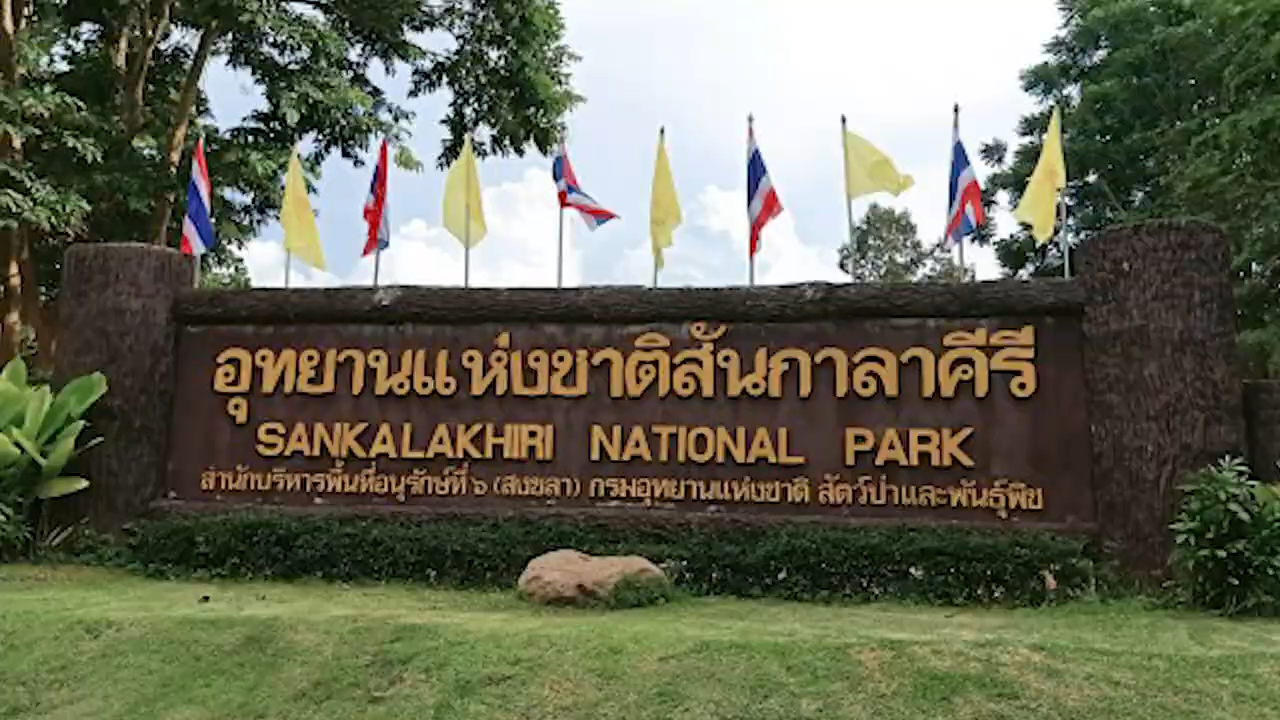 อุทยานแห่งชาติสันกาลาคีรี
SANKALAKHIRI NATIONAL PARK
สำนักบริหารพื้นที่อนุรักษ์ที่ ๖ (สงขลา) กรมอุทยานแห่งชาติ สัตว์ป่าและพันธุ์พืช